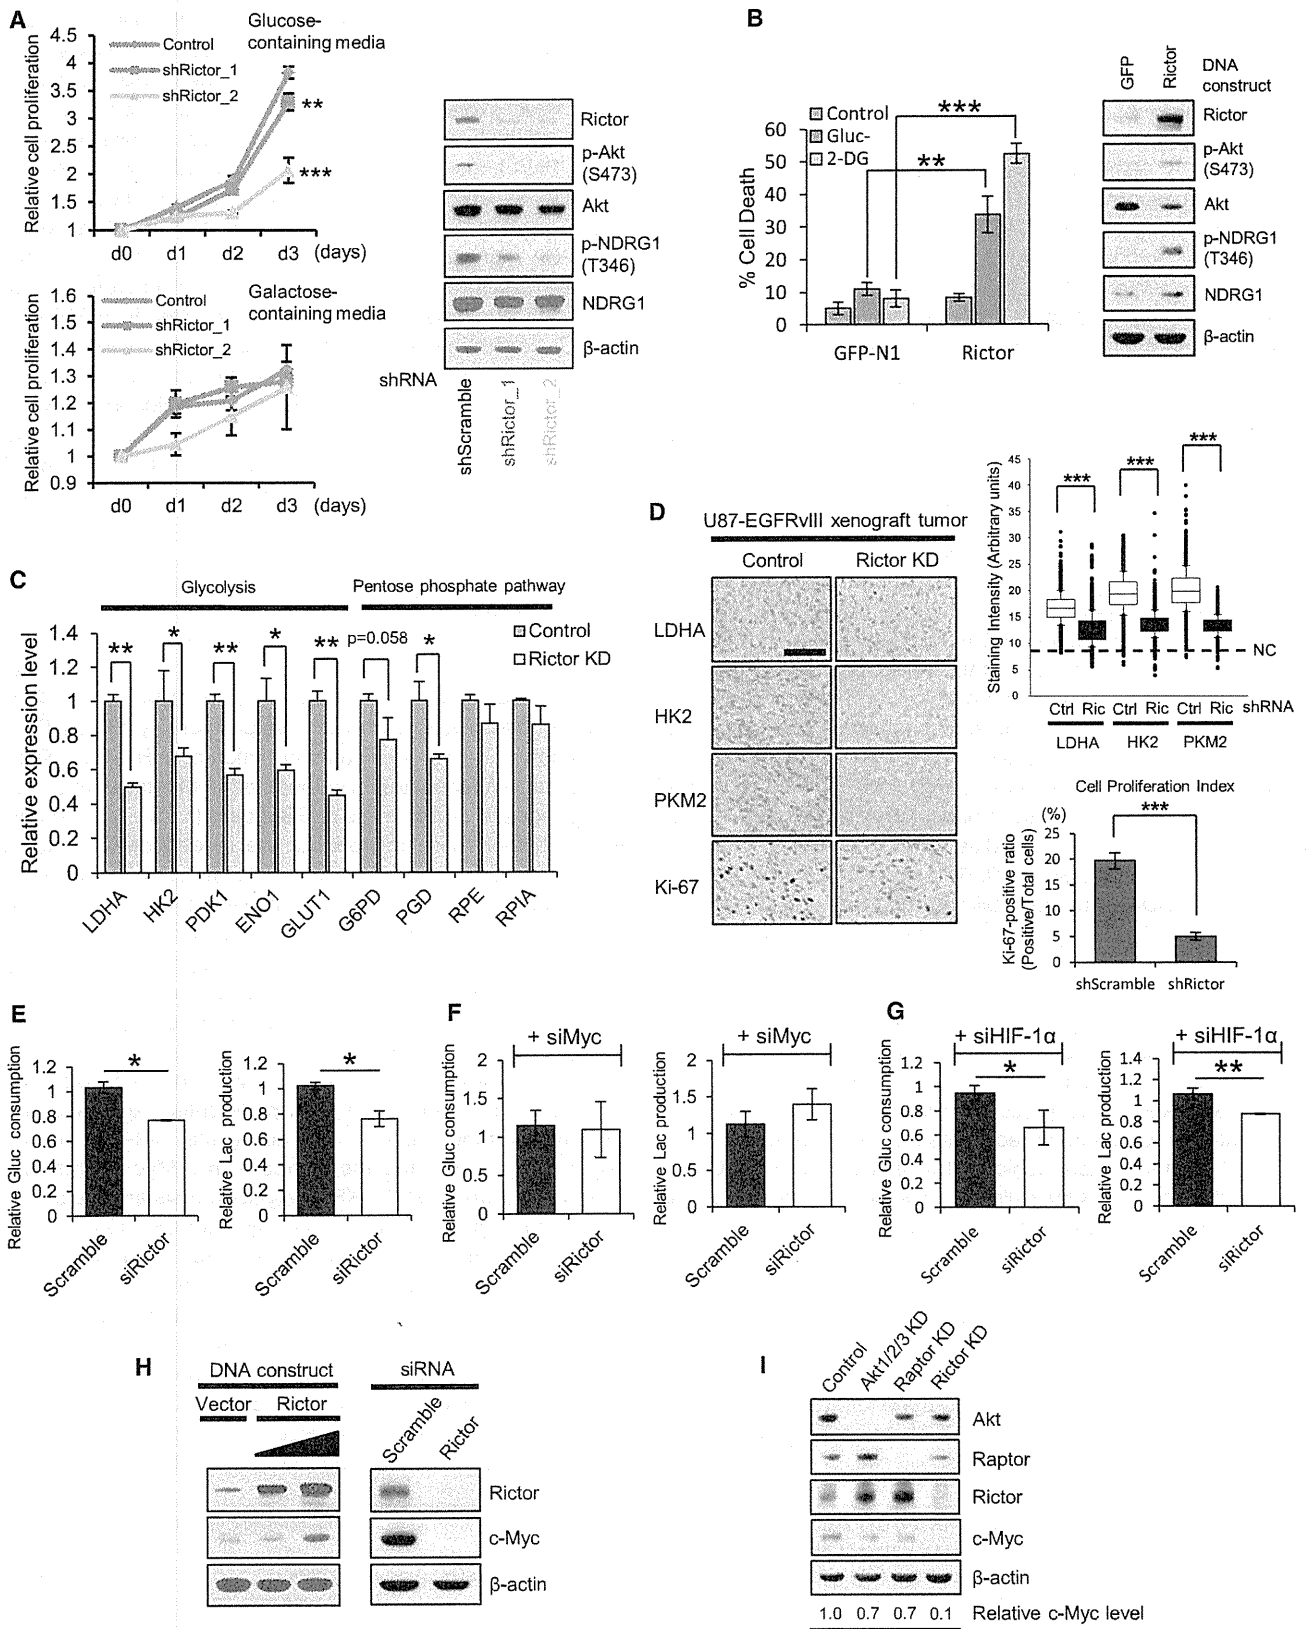 A
Glucose-
containing media
Control
shRictor_1
shRictor_2
Relative cell proliferation
4.5
4
3.5
3
2.5
2
1.5
1
**
***
d0 d1 d2 d3 (days)
Galactose-
containing media
Control
shRictor_1
shRictor_2
Relative cell proliferation
1.6
1.5
1.4
1.3
1.2
1.1
1
0.9
d0 d1 d2 d3 (days)
Rictor
p-Akt
(S473)
Akt
p-NDRG1
(T346)
NDRG1
β-actin
shRNA
shScramble
shRictor_1
shRictor_2
B
Control
Gluc-
2-DG
***
**
% Cell Death
60
50
40
30
20
10
0
GFP-N1 Rictor
GFP
Rictor
DNA
construct
Rictor
p-Akt
(S473)
Akt
p-NDRG1
(T346)
NDRG1
β-actin
C
Glycolysis
Pentose phosphate pathway
Control
Rictor KD
Relative expression level
1.4
1.2
1
0.8
0.6
0.4
0.2
0
** * ** * ** p=0.058 *
LDHA HK2 PDK1 ENO1 GLUT1 G6PD PGD RPE RPIA
D
U87-EGFRvIII xenograft tumor
Control Rictor KD
LDHA
HK2
PKM2
Ki-67
Staining Intensity (Arbitrary units)
45
40
35
30
25
20
15
10
5
0
*** *** ***
NC
Ctrl Ric Ctrl Ric Ctrl Ric shRNA
LDHA HK2 PKM2
Cell Proliferation Index
(%)
***
Ki-67-positive ratio
(Positive/Total cells)
25
20
15
10
5
0
shScramble shRictor
E
Relative Gluc consumption
1.2
1
0.8
0.6
0.4
0.2
0
*
Scramble
siRictor
Relative Lac production
1.2
1
0.8
0.6
0.4
0.2
0
*
Scramble
siRictor
F
+ siMyc
Relative Gluc consumption
2
1.5
1
0.5
0
Scramble
siRictor
+ siMyc
Relative Lac production
2
1.5
1
0.5
0
Scramble
siRictor
G
+ siHIF-1α
*
Relative Gluc consumption
1.2
1
0.8
0.6
0.4
0.2
0
Scramble
siRictor
+ siHIF-1α
**
Relative Lac production
1.4
1.2
1
0.8
0.6
0.4
0.2
0
Scramble
siRictor
H
DNA construct
Vector Rictor
siRNA
Scramble
Rictor
Rictor
c-Myc
β-actin
I
Control
Akt1/2/3 KD
Raptor KD
Rictor KD
Akt
Raptor
Rictor
c-Myc
β-actin
1.0 0.7 0.7 0.1 Relative c-Myc level